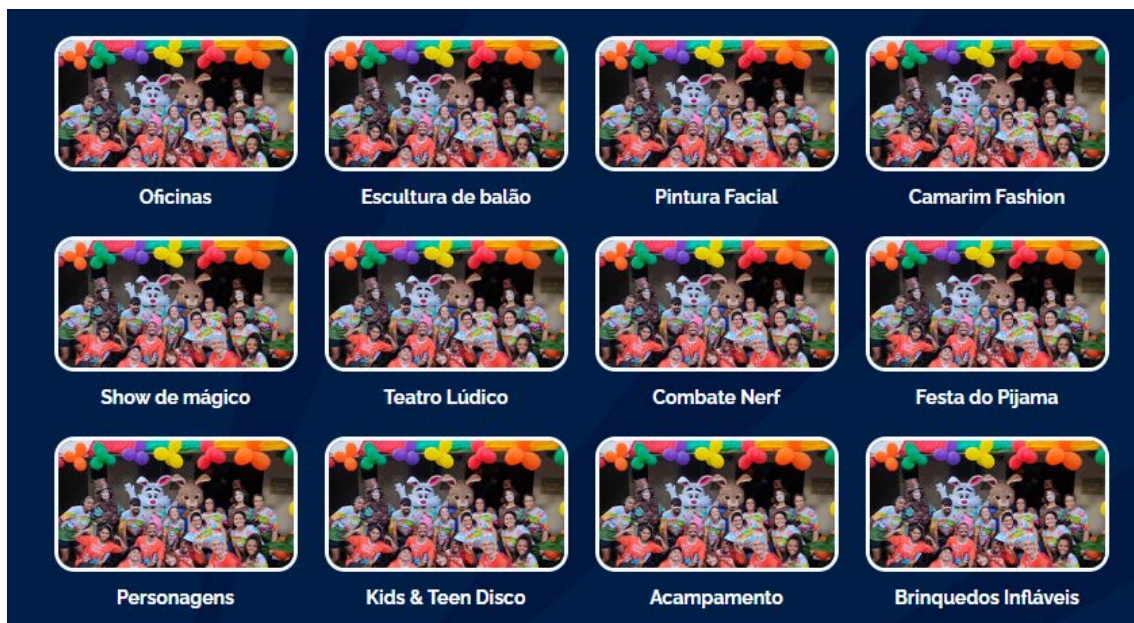 Oficinas
Escultura de balão
Pintura Facial
Camarim Fashion
Show de mágico
Teatro Lúdico
Combate Nerf
Festa do Pijama
Personagens
Kids & Teen Disco
Acampamento
Brinquedos Infláveis